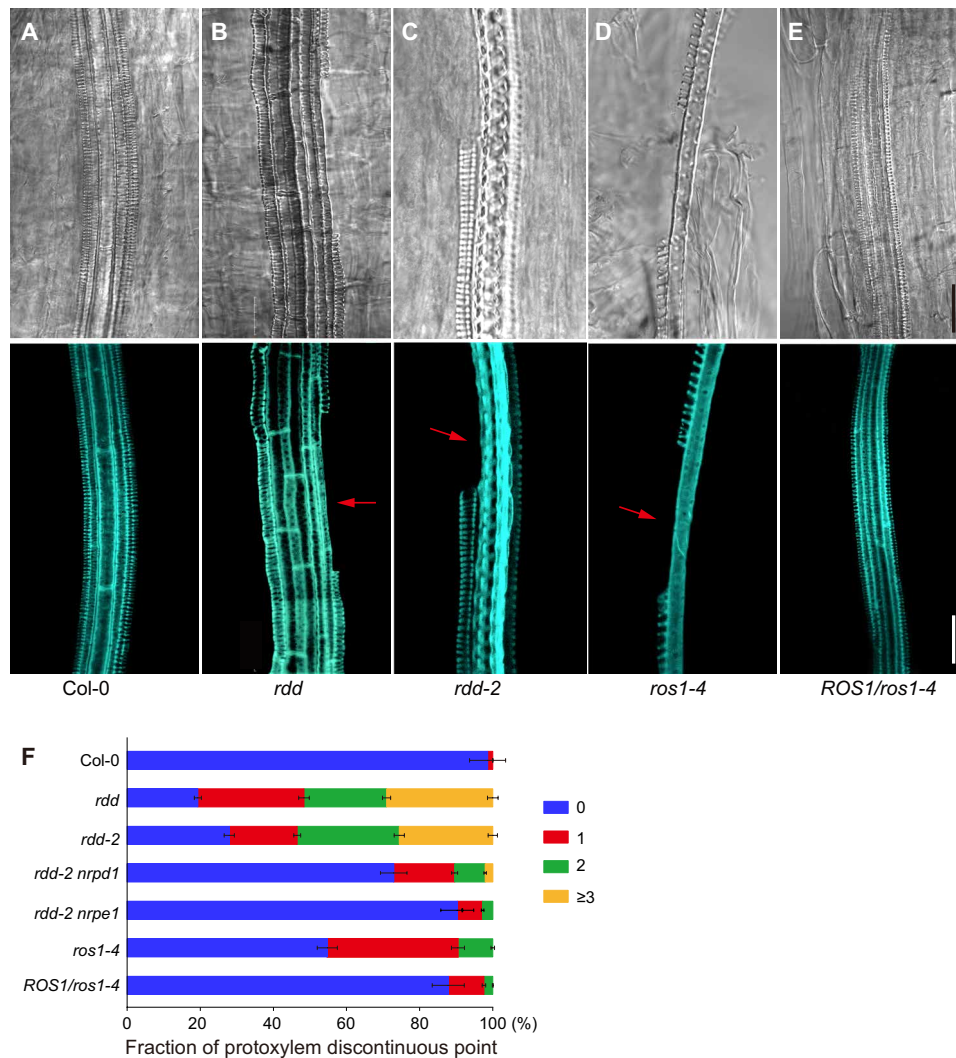 A B C D E
Col-0 rdd rdd-2 ros1-4 ROS1/ros1-4
F
Col-0
rdd
rdd-2
rdd-2 nrpd1
rdd-2 nrpe1
ros1-4
ROS1/ros1-4
0 20 40 60 80 100 (%)
Fraction of protoxylem discontinuous point
0
1
2
≥3